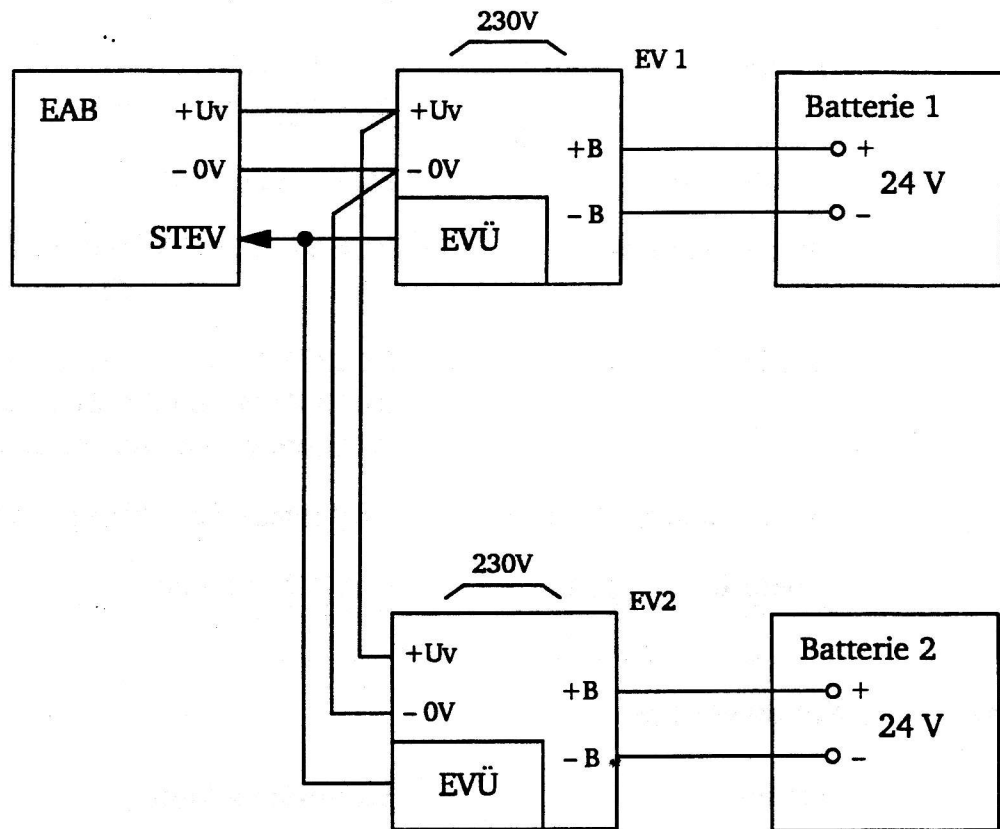 230V
EV 1
EAB
+Uv
- 0V
STEV
+Uv
- 0V
EVÜ
+B
- B
Batterie 1
+
24 V
-
230V
EV2
+Uv
- 0V
EVÜ
+B
- B
Batterie 2
+
24 V
-